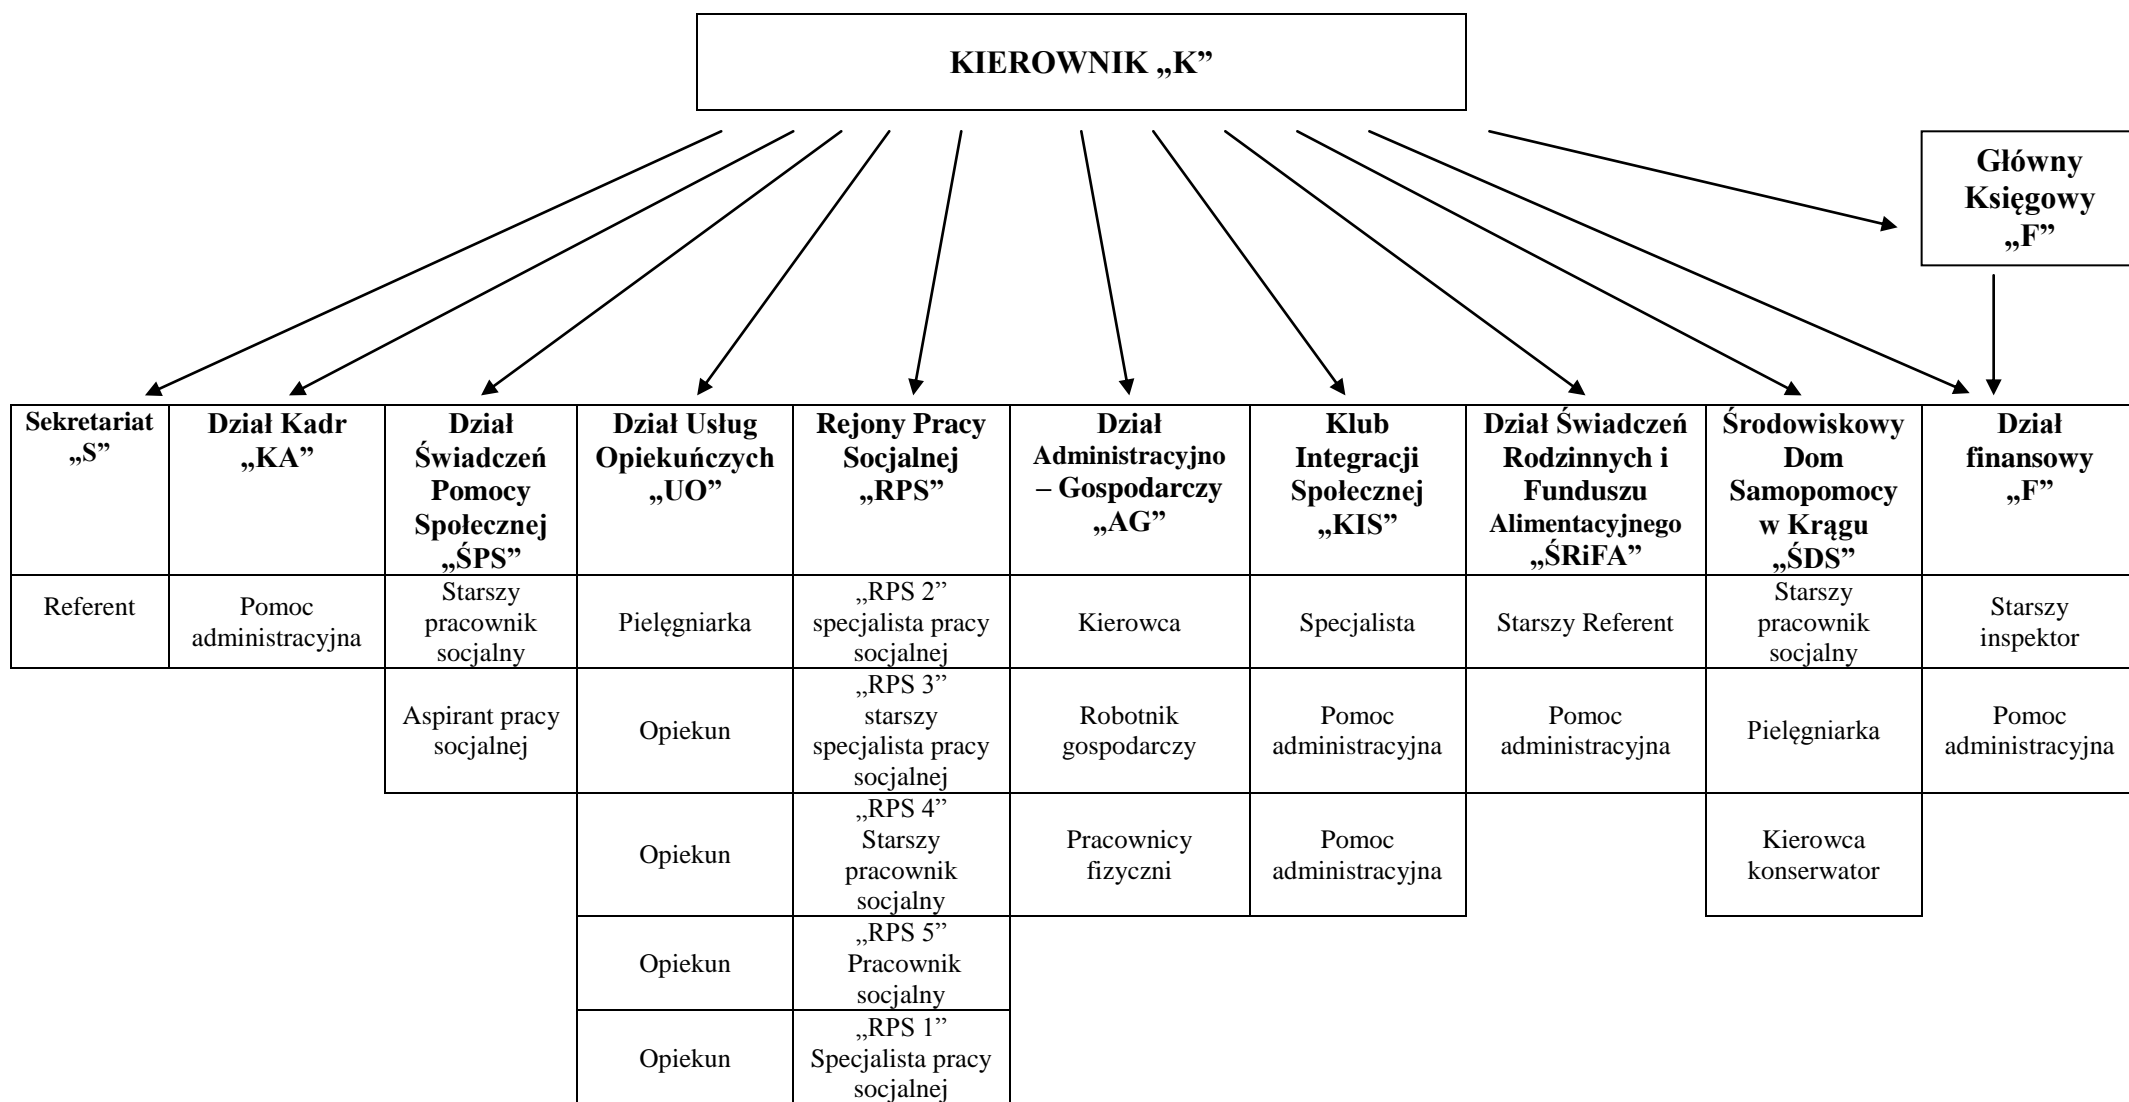 KIEROWNIK „K”
Główny
Księgowy
„F”
Sekretariat
„S”
Dział Kadr
„KA”
Dział
Świadczeń
Pomocy
Społecznej
„ŚPS”
Dział Usług
Opiekuńczych
„UO”
Rejony Pracy
Socjalnej
„RPS”
Dział
Administracyjno
– Gospodarczy
„AG”
Klub
Integracji
Społecznej
„KIS”
Dział Świadczeń
Rodzinnych i
Funduszu
Alimentacyjnego
„ŚRiFA”
Środowiskowy
Dom
Samopomocy
w Krągu
„ŚDS”
Dział
finansowy
„F”
Referent
Pomoc
administracyjna
Starszy
pracownik
socjalny
Pielęgniarka
„RPS 2”
specjalista pracy
socjalnej
Kierowca
Specjalista
Starszy Referent
Starszy
pracownik
socjalny
Starszy
inspektor
Aspirant pracy
socjalnej
Opiekun
„RPS 3”
starszy
specjalista pracy
socjalnej
Robotnik
gospodarczy
Pomoc
administracyjna
Pomoc
administracyjna
Pielęgniarka
Pomoc
administracyjna
Opiekun
„RPS 4”
Starszy
pracownik
socjalny
Pracownicy
fizyczni
Pomoc
administracyjna
Kierowca
konserwator
Opiekun
„RPS 5”
Pracownik
socjalny
Opiekun
„RPS 1”
Specjalista pracy
socjalnej